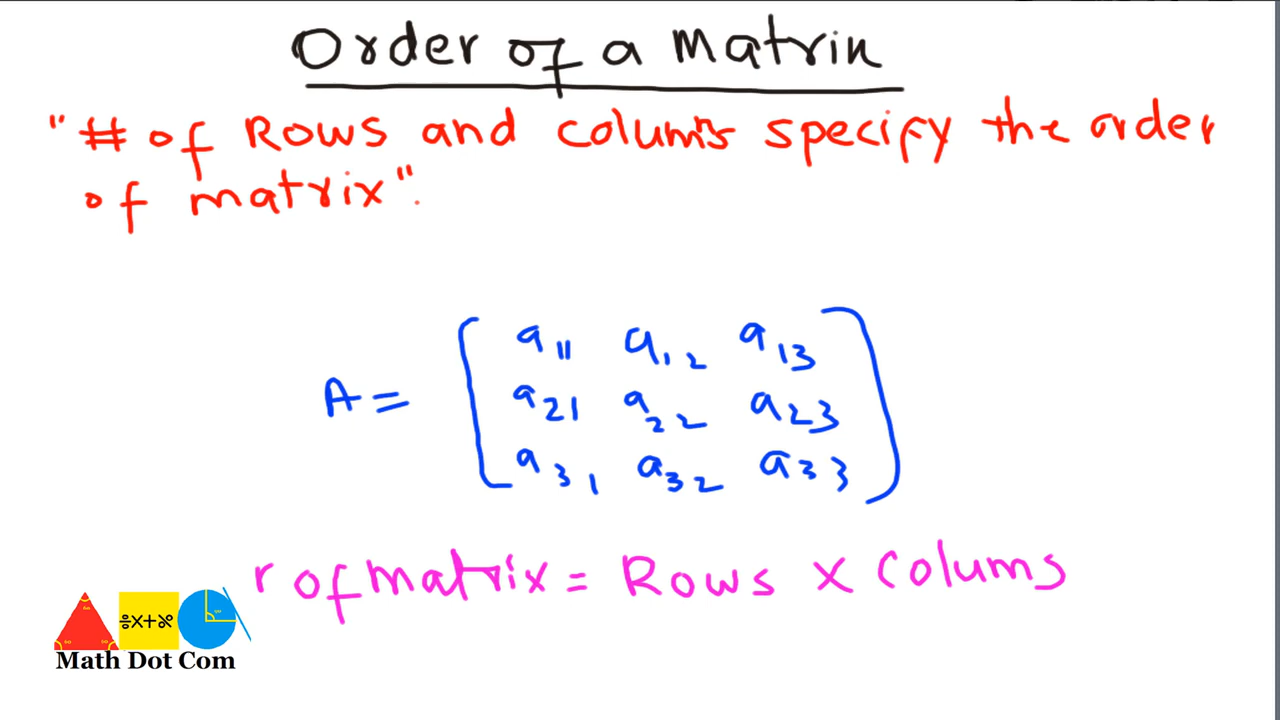 Order of a Matrix
"# of Rows and colums specify the order
of matrix".
A = [ a11 a12 a13
a21 a22 a23
a31 a32 a33 ]
r of matrix = Rows x Colums
÷x+%
Math Dot Com